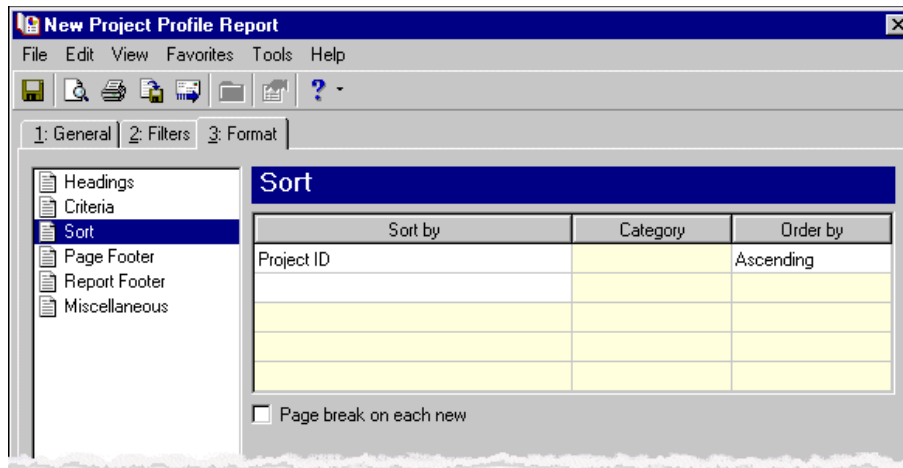 New Project Profile Report
File Edit View Favorites Tools Help
?
1: General 2: Filters 3: Format
Headings
Criteria
Sort
Page Footer
Report Footer
Miscellaneous
Sort
Sort by Category Order by
Project ID Ascending
Page break on each new